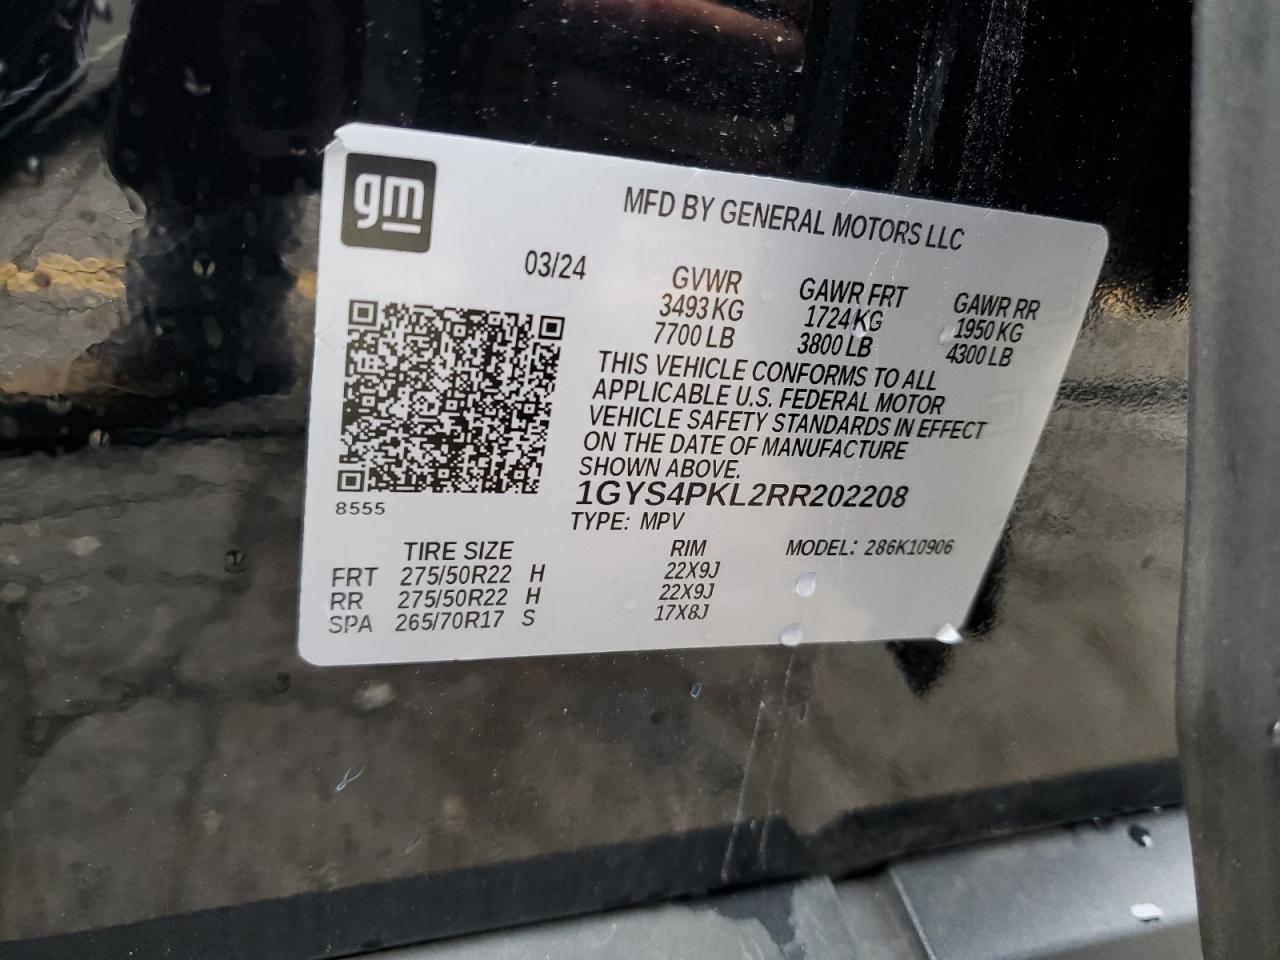 gm
MFD BY GENERAL MOTORS LLC
03/24
GVWR
3493 KG
7700 LB
GAWR FRT
1724 KG
3800 LB
GAWR RR
1950 KG
4300 LB
THIS VEHICLE CONFORMS TO ALL
APPLICABLE U.S. FEDERAL MOTOR
VEHICLE SAFETY STANDARDS IN EFFECT
ON THE DATE OF MANUFACTURE
SHOWN ABOVE.
1GYS4PKL2RR202208
8555
TYPE: MPV
MODEL: 286K10906
TIRE SIZE RIM
FRT 275/50R22 H 22X9J
RR 275/50R22 H 22X9J
SPA 265/70R17 S 17X8J